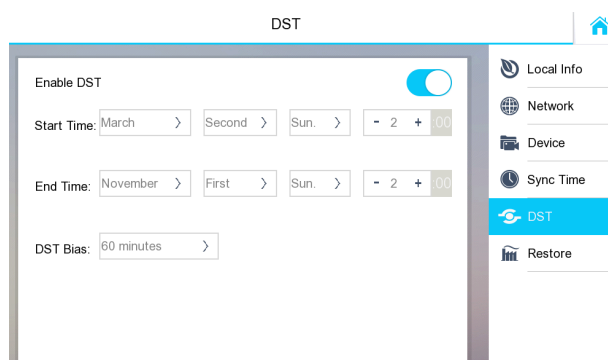 DST
Enable DST
Start Time: March Second Sun. - 2 + :00
End Time: November First Sun. - 2 + :00
DST Bias: 60 minutes
Local Info
Network
Device
Sync Time
DST
Restore